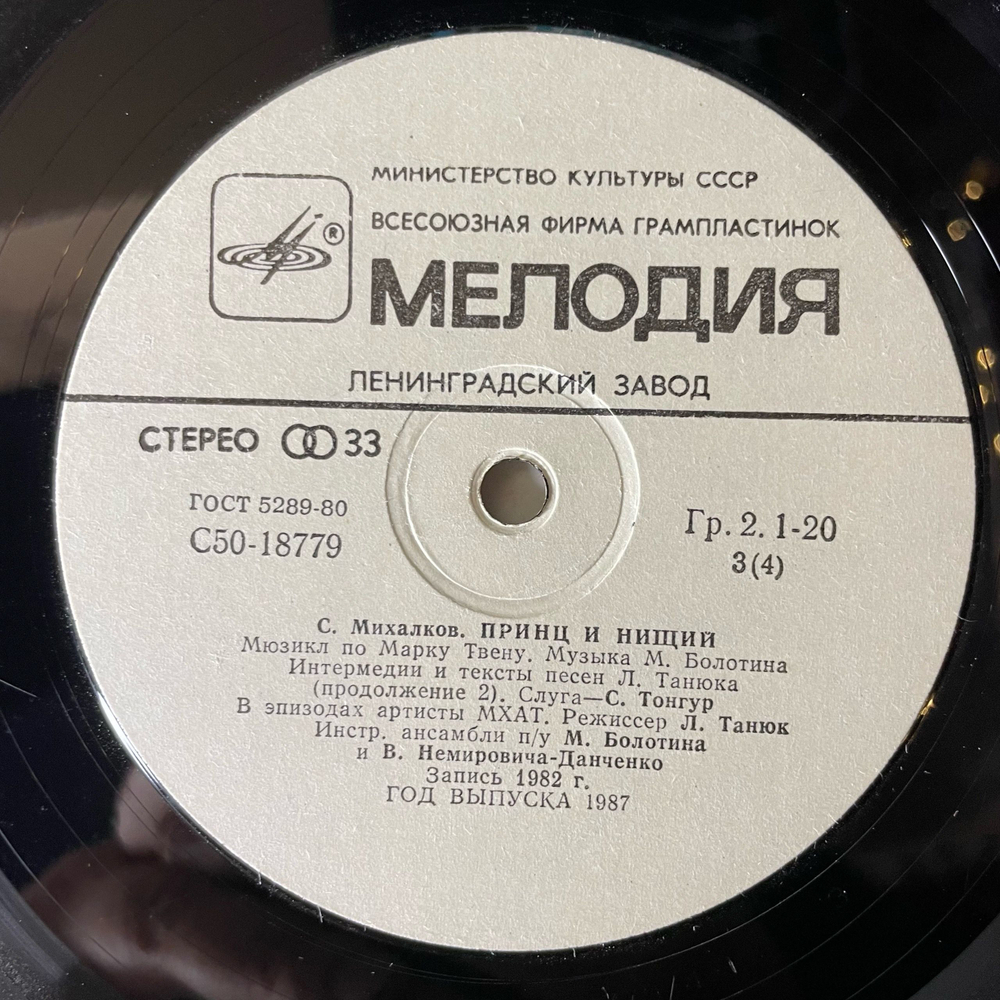 МИНИСТЕРСТВО КУЛЬТУРЫ СССР
ВСЕСОЮЗНАЯ ФИРМА ГРАМПЛАСТИНОК
®
МЕЛОДИЯ
ЛЕНИНГРАДСКИЙ ЗАВОД
СТЕРЕО 33
ГОСТ 5289-80
С50-18779
Гр. 2. 1-20
3(4)
С. Михалков. ПРИНЦ И НИЩИЙ
Мюзикл по Марку Твену. Музыка М. Болотина
Интермедии и тексты песен Л. Танюка
(продолжение 2). Слуга—С. Тонгур
В эпизодах артисты МХАТ. Режиссер Л. Танюк
Инстр. ансамбли п/у М. Болотина
и В. Немировича-Данченко
Запись 1982 г.
ГОД ВЫПУСКА 1987